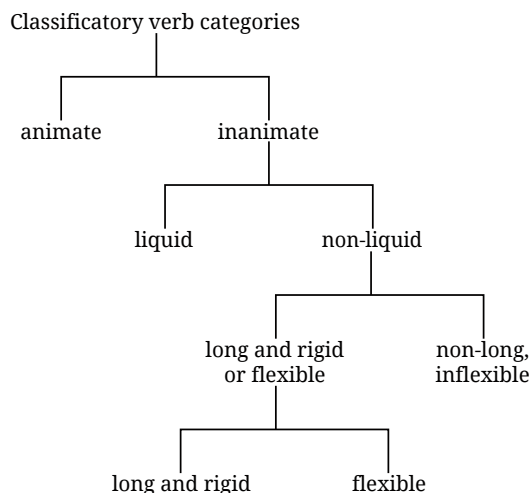 Classificatory verb categories
animate
inanimate
liquid
non-liquid
long and rigid
or flexible
non-long,
inflexible
long and rigid
flexible